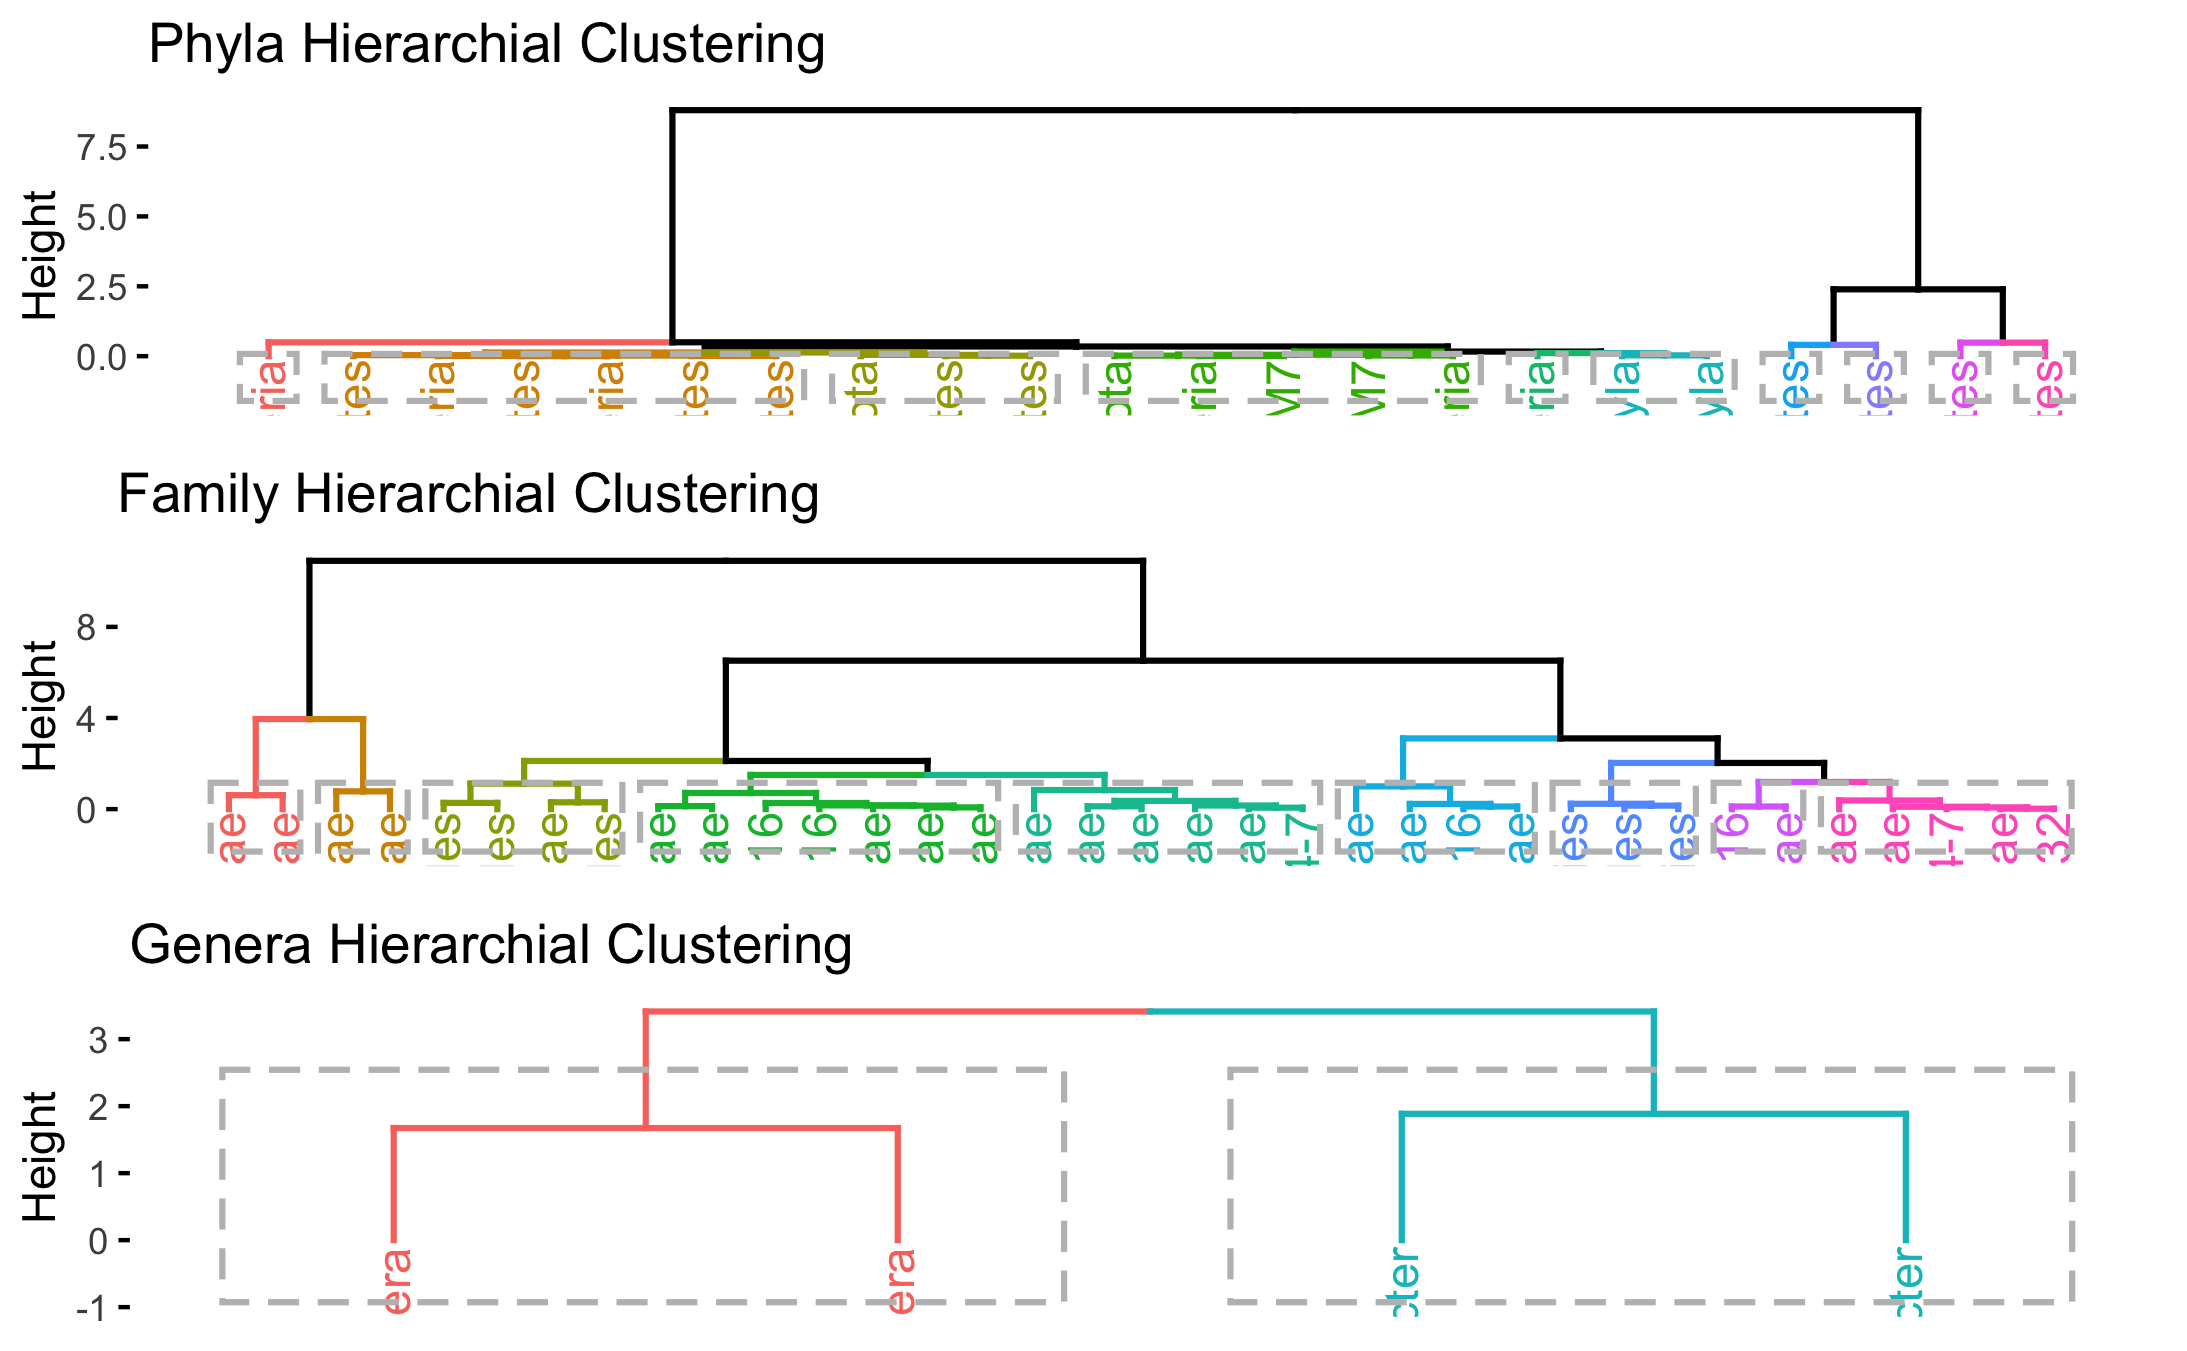 Phyla Hierarchial Clustering
Height
7.5
5.0
2.5
0.0
ria
tes
ria
tes
ria
tes
tes
ota
tes
tes
ota
ria
M7
M7
ria
ria
yla
yla
tes
tes
tes
tes
Family Hierarchial Clustering
Height
8
4
0
ae
ae
ae
ae
es
es
ae
es
ae
ae
16
16
ae
ae
ae
ae
ae
ae
ae
ae
4-7
ae
ae
16
ae
es
es
es
16
ae
ae
ae
4-7
ae
32
Genera Hierarchial Clustering
Height
3
2
1
0
-1
era
era
cter
cter